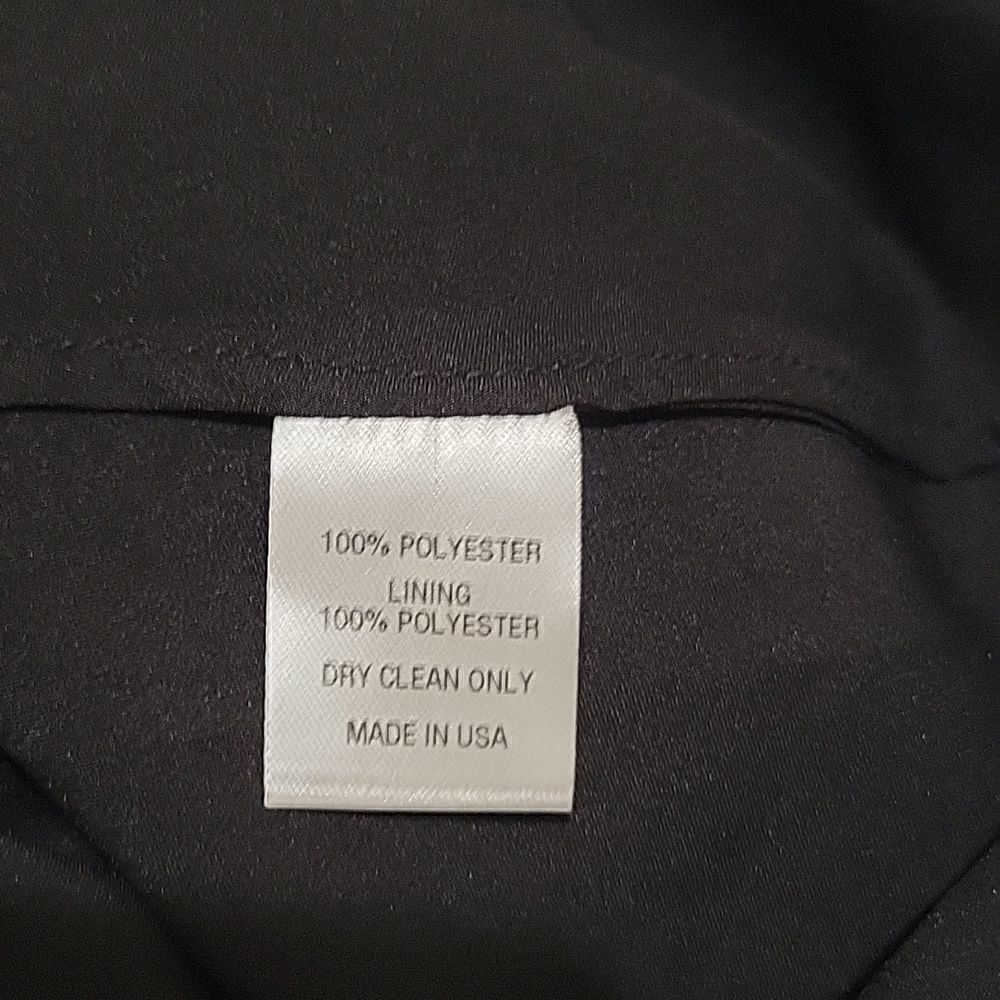 100% POLYESTER
LINING
100% POLYESTER
DRY CLEAN ONLY
MADE IN USA